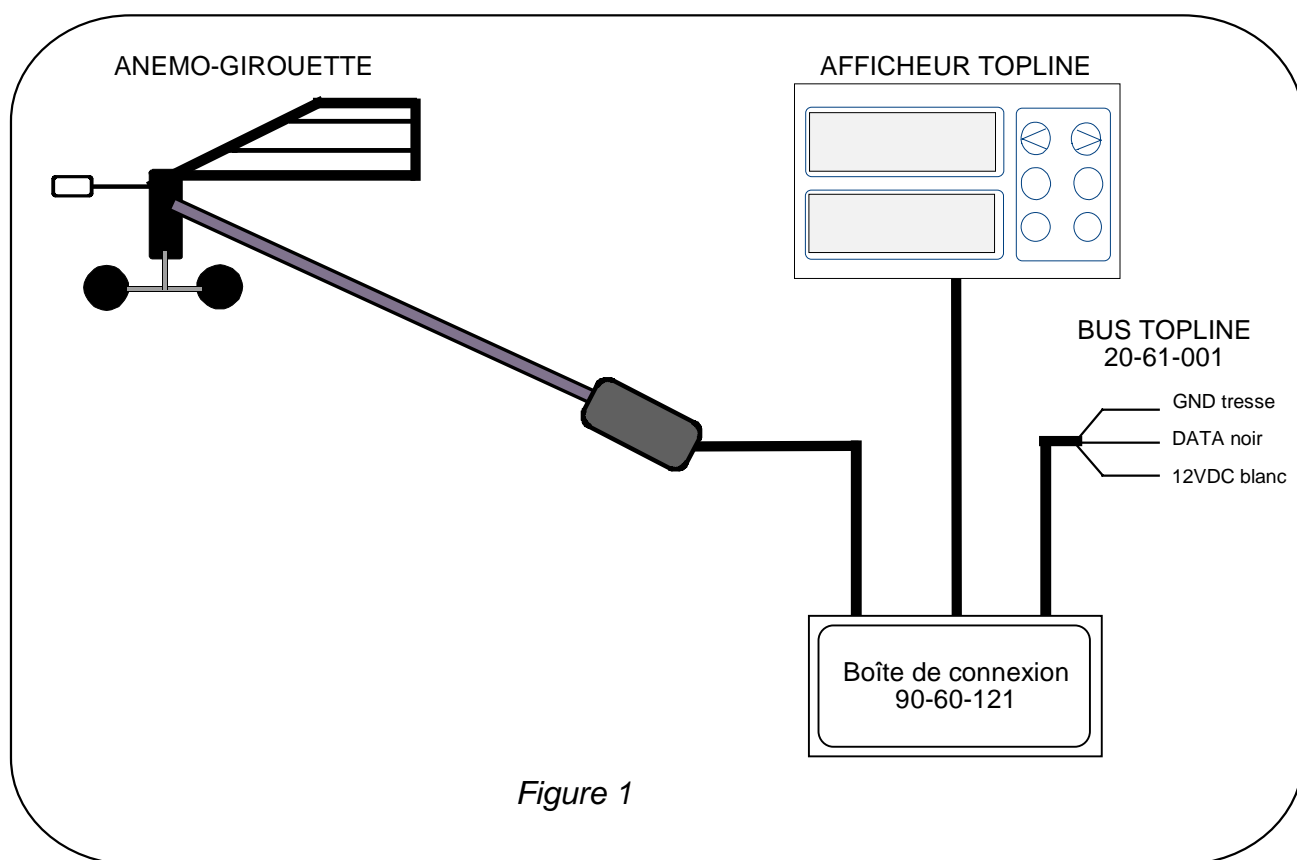 ANEMO-GIROUETTE
AFFICHEUR TOPLINE
BUS TOPLINE
20-61-001
GND tresse
DATA noir
12VDC blanc
Boîte de connexion
90-60-121
Figure 1